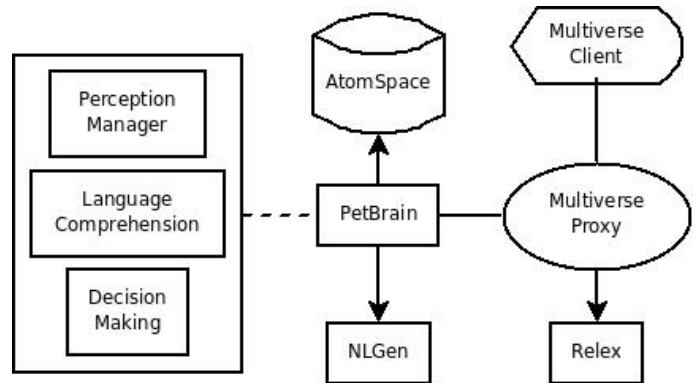 Perception
Manager
Language
Comprehension
Decision
Making
AtomSpace
PetBrain
NLGen
Multiverse
Client
Multiverse
Proxy
Relex